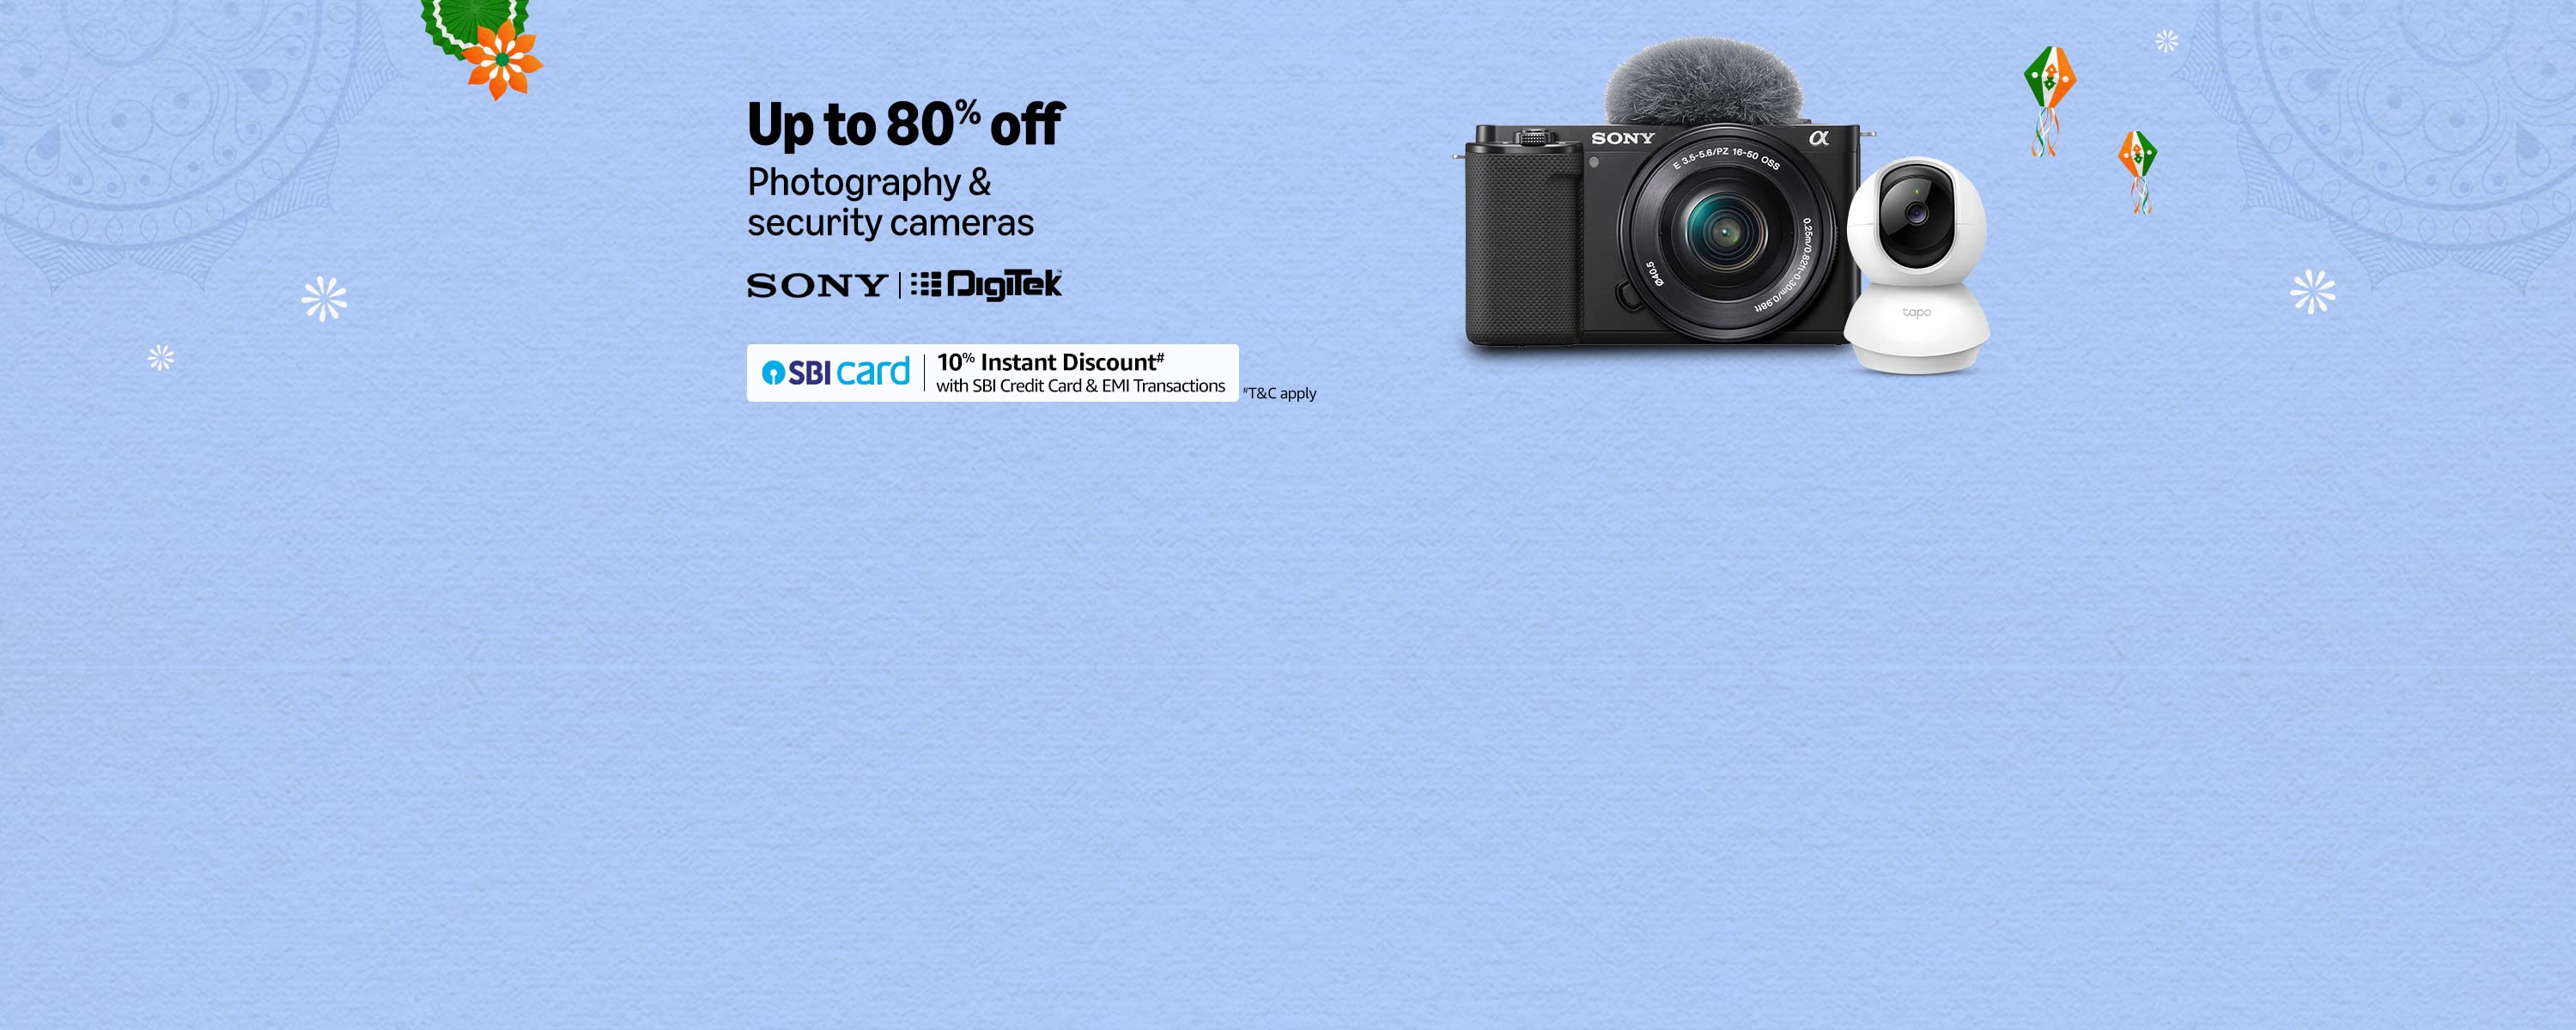 Up to 80% off
Photography &
security cameras
SONY | DigiTek
SBI card
10% Instant Discount#
with SBI Credit Card & EMI Transactions
#T&C apply
SONY α
E 3.5-5.6/PZ 16-50 OSS
0.25m/0.82ft-0.30m/0.98ft
Ø40.5
tapo